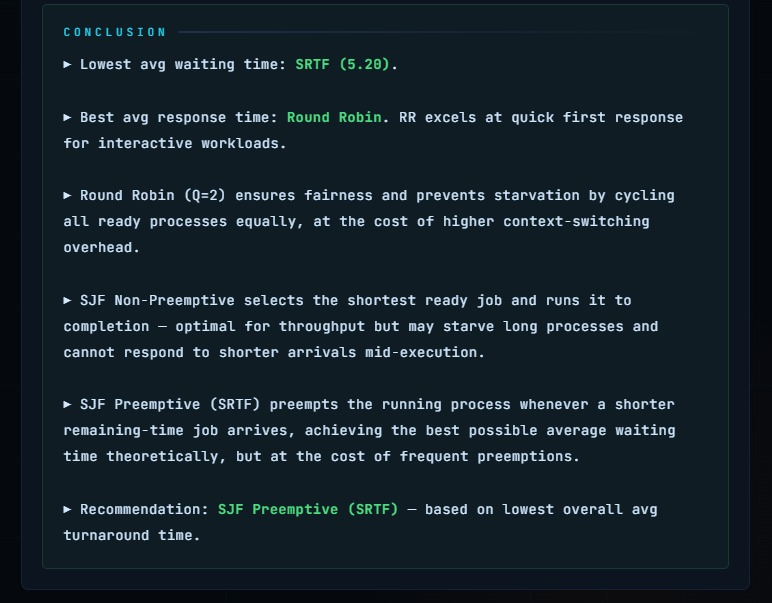 CONCLUSION
► Lowest avg waiting time: SRTF (5.20).
► Best avg response time: Round Robin. RR excels at quick first response
for interactive workloads.
► Round Robin (Q=2) ensures fairness and prevents starvation by cycling
all ready processes equally, at the cost of higher context-switching
overhead.
► SJF Non-Preemptive selects the shortest ready job and runs it to
completion — optimal for throughput but may starve long processes and
cannot respond to shorter arrivals mid-execution.
► SJF Preemptive (SRTF) preempts the running process whenever a shorter
remaining-time job arrives, achieving the best possible average waiting
time theoretically, but at the cost of frequent preemptions.
► Recommendation: SJF Preemptive (SRTF) — based on lowest overall avg
turnaround time.